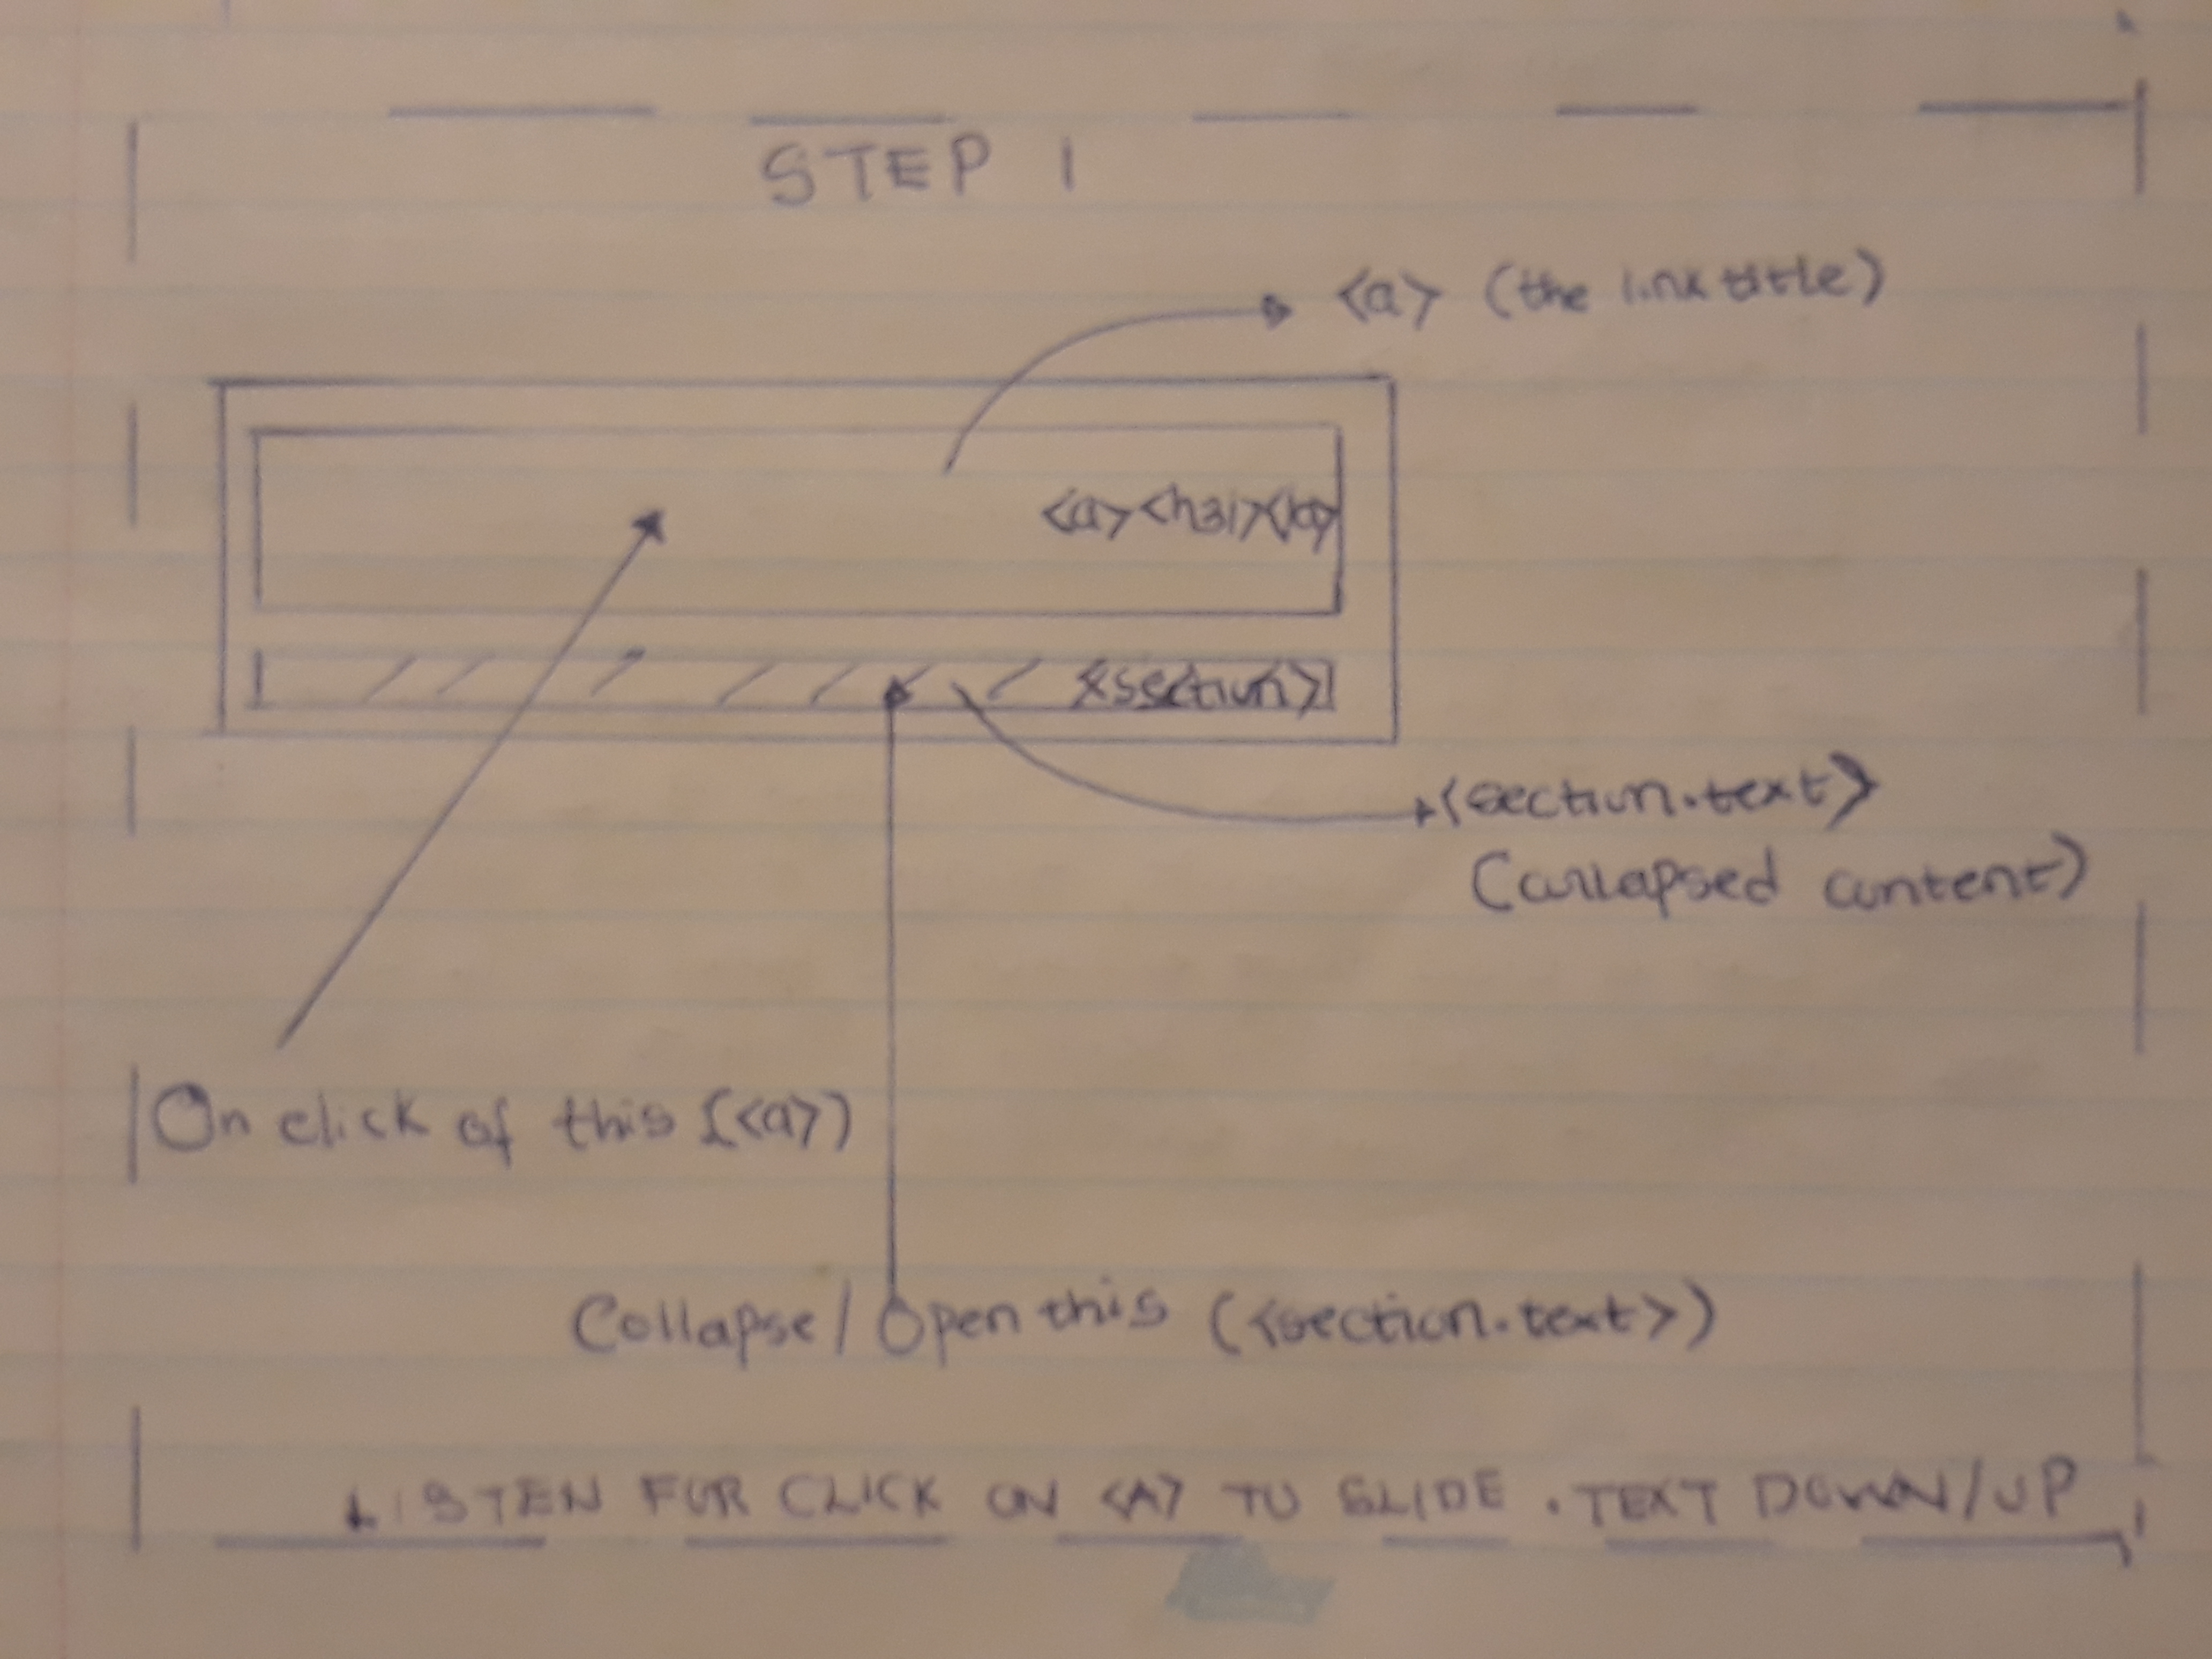 STEP 1
<a> (the link title)
<a><h3>
<section>
<section.text>
(collapsed content)
On click of this (<a>)
Collapse/Open this (<section.text>)
LISTEN FOR CLICK ON <A> TO SLIDE .TEXT DOWN/UP